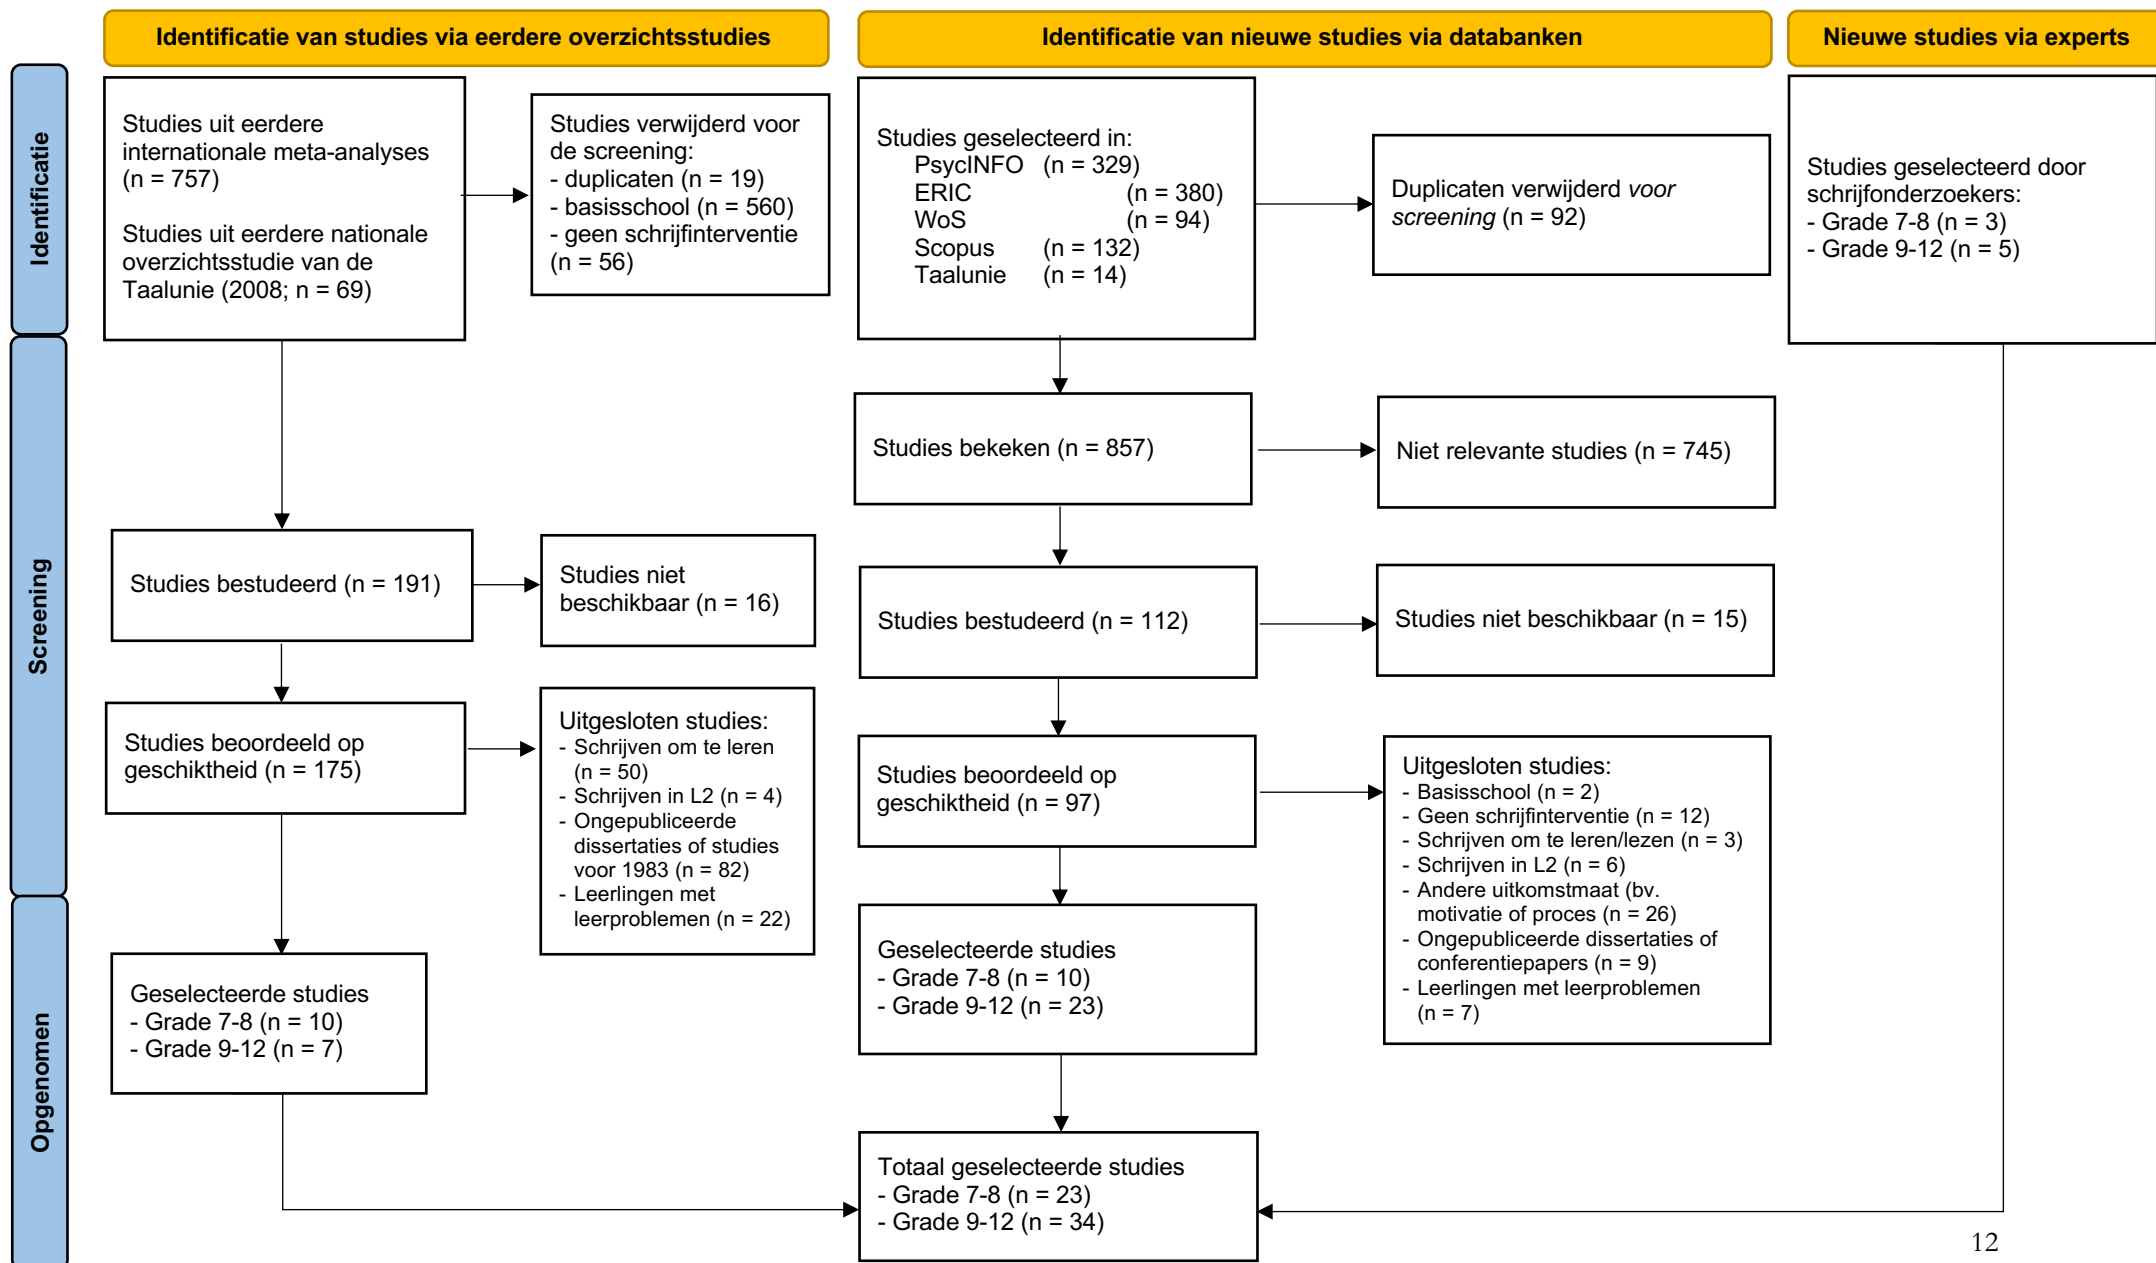 Identificatie van studies via eerdere overzichtsstudies
Identificatie van nieuwe studies via databanken
Nieuwe studies via experts
Identificatie
Studies uit eerdere
internationale meta-analyses
(n = 757)
Studies uit eerdere nationale
overzichtsstudie van de
Taalunie (2008; n = 69)
Studies verwijderd voor
de screening:
- duplicaten (n = 19)
- basisschool (n = 560)
- geen schrijfinterventie
(n = 56)
Studies geselecteerd in:
PsycINFO (n = 329)
ERIC (n = 380)
WoS (n = 94)
Scopus (n = 132)
Taalunie (n = 14)
Duplicaten verwijderd voor
screening (n = 92)
Studies geselecteerd door
schrijfonderzoekers:
- Grade 7-8 (n = 3)
- Grade 9-12 (n = 5)
Screening
Studies bekeken (n = 857)
Niet relevante studies (n = 745)
Studies bestudeerd (n = 191)
Studies niet
beschikbaar (n = 16)
Studies bestudeerd (n = 112)
Studies niet beschikbaar (n = 15)
Studies beoordeeld op
geschiktheid (n = 175)
Uitgesloten studies:
- Schrijven om te leren
(n = 50)
- Schrijven in L2 (n = 4)
- Ongepubliceerde
dissertaties of studies
voor 1983 (n = 82)
- Leerlingen met
leerproblemen (n = 22)
Studies beoordeeld op
geschiktheid (n = 97)
Uitgesloten studies:
- Basisschool (n = 2)
- Geen schrijfinterventie (n = 12)
- Schrijven om te leren/lezen (n = 3)
- Schrijven in L2 (n = 6)
- Andere uitkomstmaat (bv.
motivatie of proces (n = 26)
- Ongepubliceerde dissertaties of
conferentiepapers (n = 9)
- Leerlingen met leerproblemen
(n = 7)
Opgenomen
Geselecteerde studies
- Grade 7-8 (n = 10)
- Grade 9-12 (n = 7)
Geselecteerde studies
- Grade 7-8 (n = 10)
- Grade 9-12 (n = 23)
Totaal geselecteerde studies
- Grade 7-8 (n = 23)
- Grade 9-12 (n = 34)
12